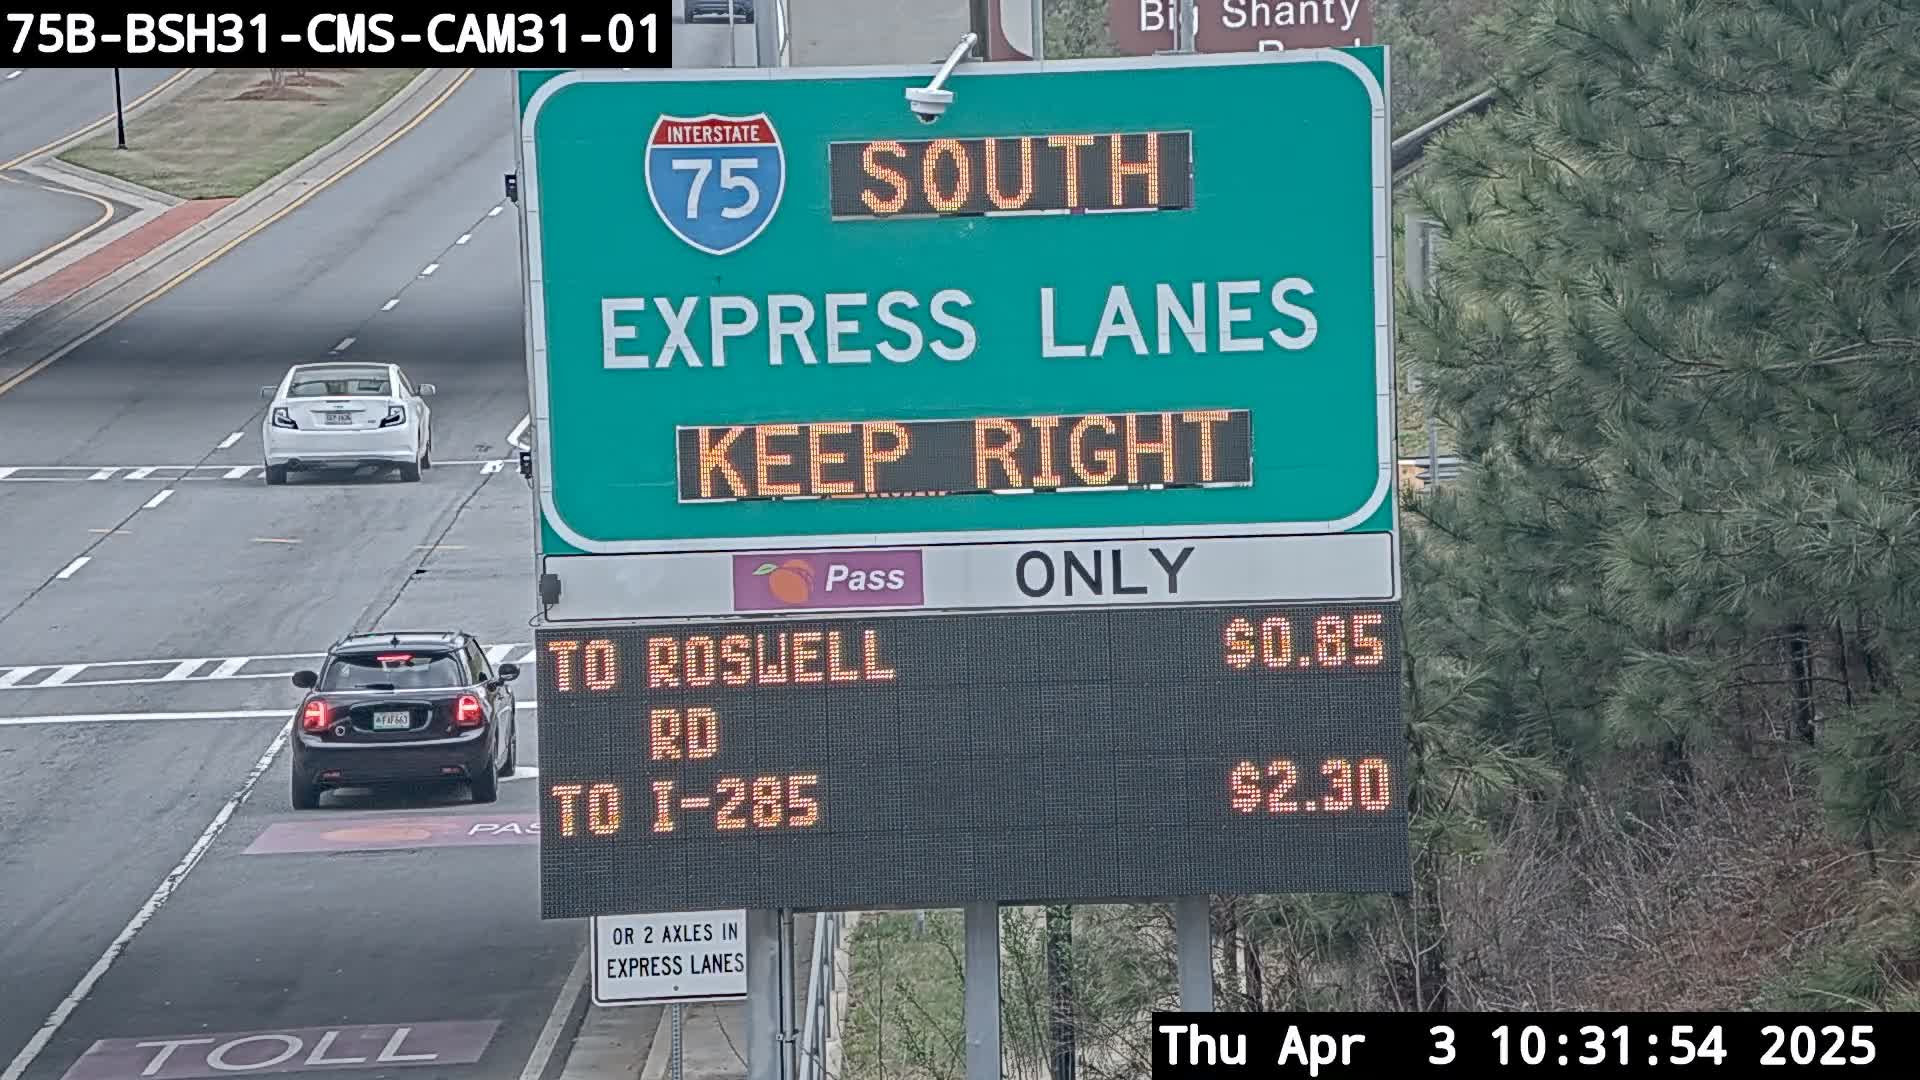 75B-BSH31-CMS-CAM31-01
Big Shanty
INTERSTATE
75
SOUTH
EXPRESS LANES
KEEP RIGHT
Pass ONLY
TO ROSWELL $0.85
RD
TO I-285 $2.30
OR 2 AXLES IN
EXPRESS LANES
TOLL
Thu Apr 3 10:31:54 2025